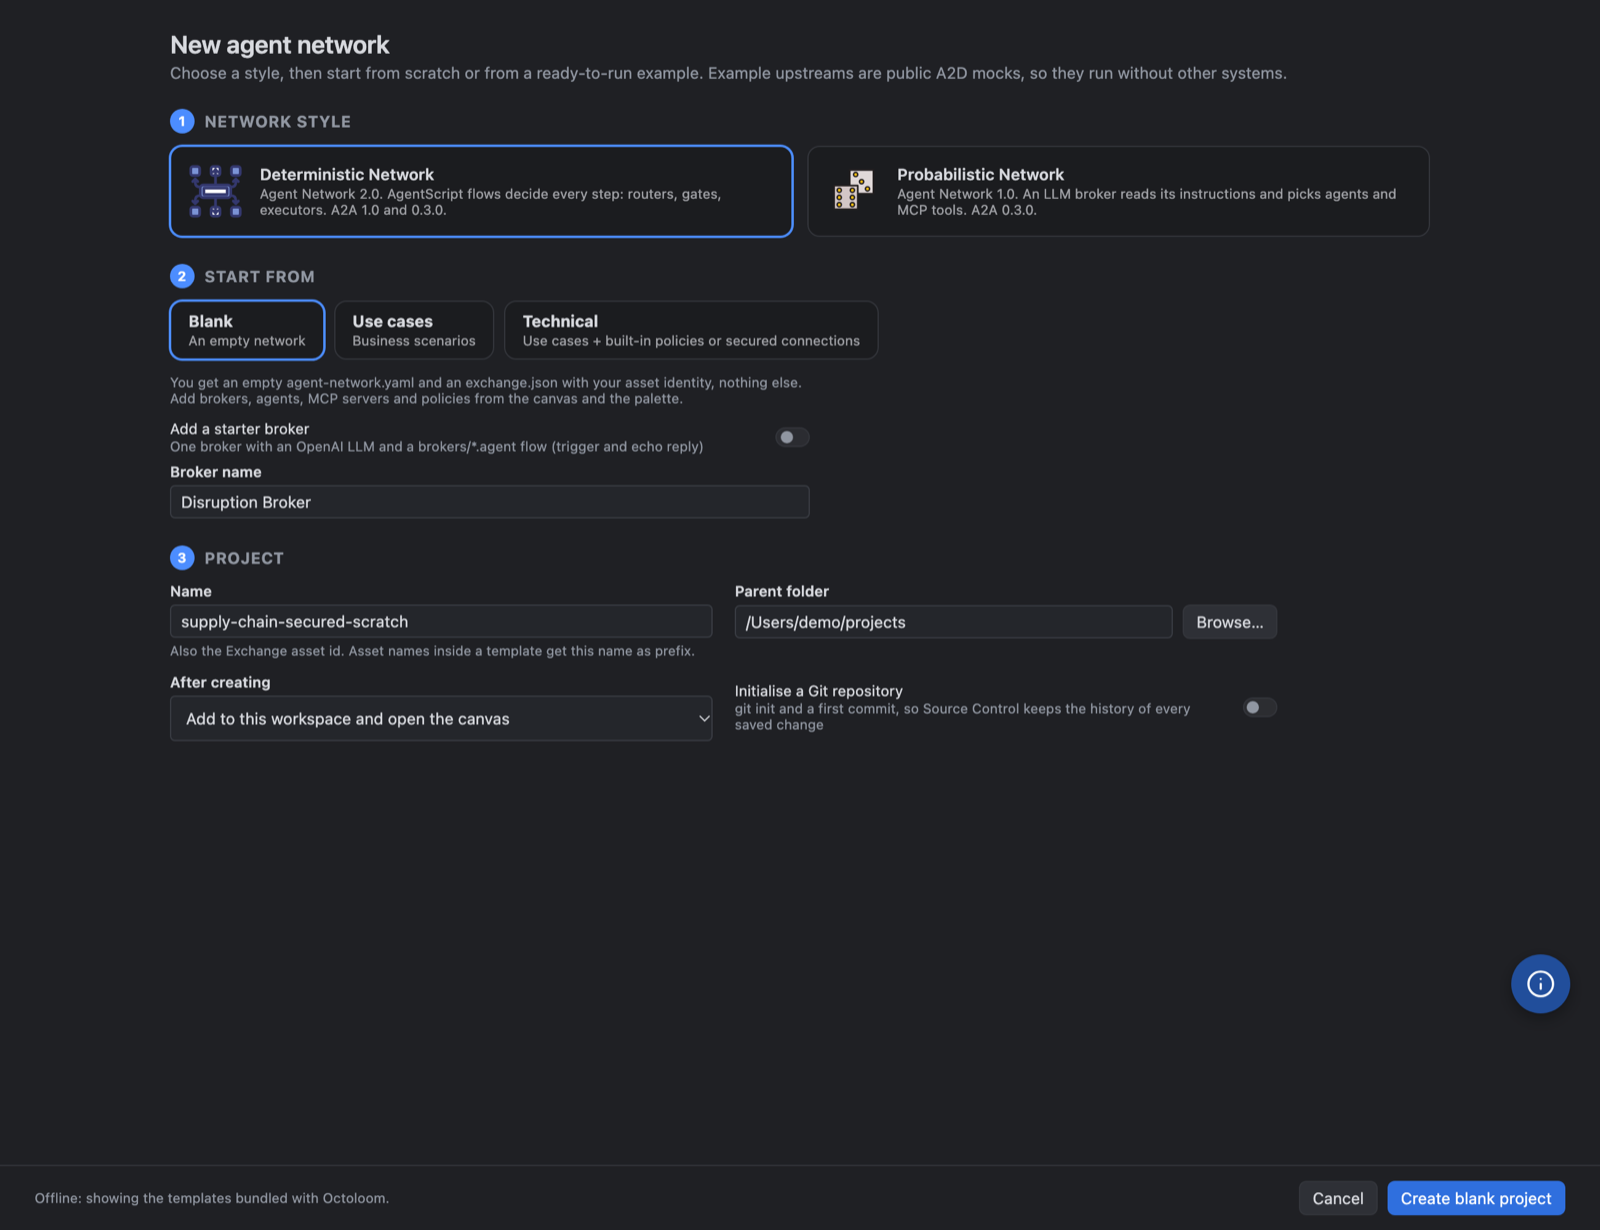 New agent network
Choose a style, then start from scratch or from a ready-to-run example. Example upstreams are public A2D mocks, so they run without other systems.
1 NETWORK STYLE
Deterministic Network
Agent Network 2.0. AgentScript flows decide every step: routers, gates,
executors. A2A 1.0 and 0.3.0.
Probabilistic Network
Agent Network 1.0. An LLM broker reads its instructions and picks agents and
MCP tools. A2A 0.3.0.
2 START FROM
Blank
An empty network
Use cases
Business scenarios
Technical
Use cases + built-in policies or secured connections
You get an empty agent-network.yaml and an exchange.json with your asset identity, nothing else.
Add brokers, agents, MCP servers and policies from the canvas and the palette.
Add a starter broker
One broker with an OpenAI LLM and a brokers/*.agent flow (trigger and echo reply)
Broker name
Disruption Broker
3 PROJECT
Name
supply-chain-secured-scratch
Also the Exchange asset id. Asset names inside a template get this name as prefix.
Parent folder
/Users/demo/projects
Browse...
After creating
Add to this workspace and open the canvas
Initialise a Git repository
git init and a first commit, so Source Control keeps the history of every
saved change
Offline: showing the templates bundled with Octoloom.
Cancel
Create blank project